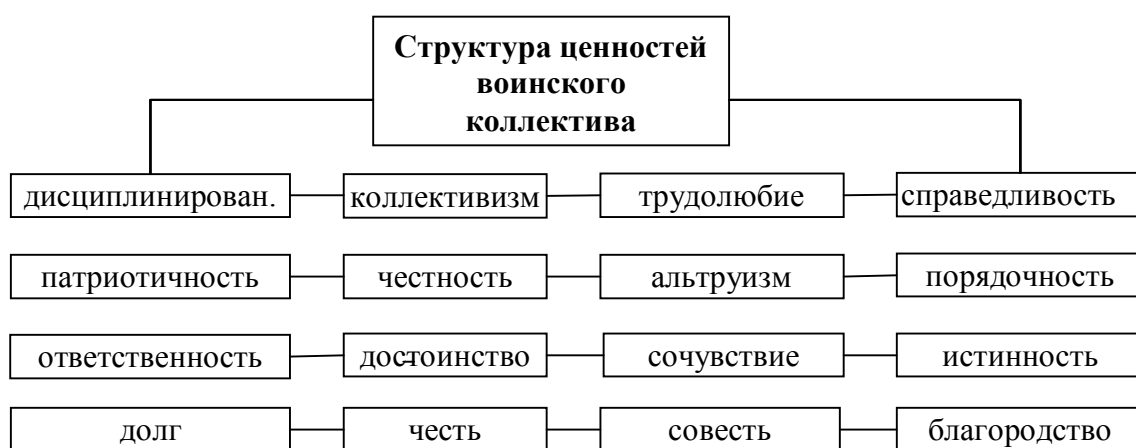 Структура ценностей
воинского
коллектива
дисциплинирован. коллективизм трудолюбие справедливость
патриотичность честность альтруизм порядочность
ответственность достоинство сочувствие истинность
долг честь совесть благородство